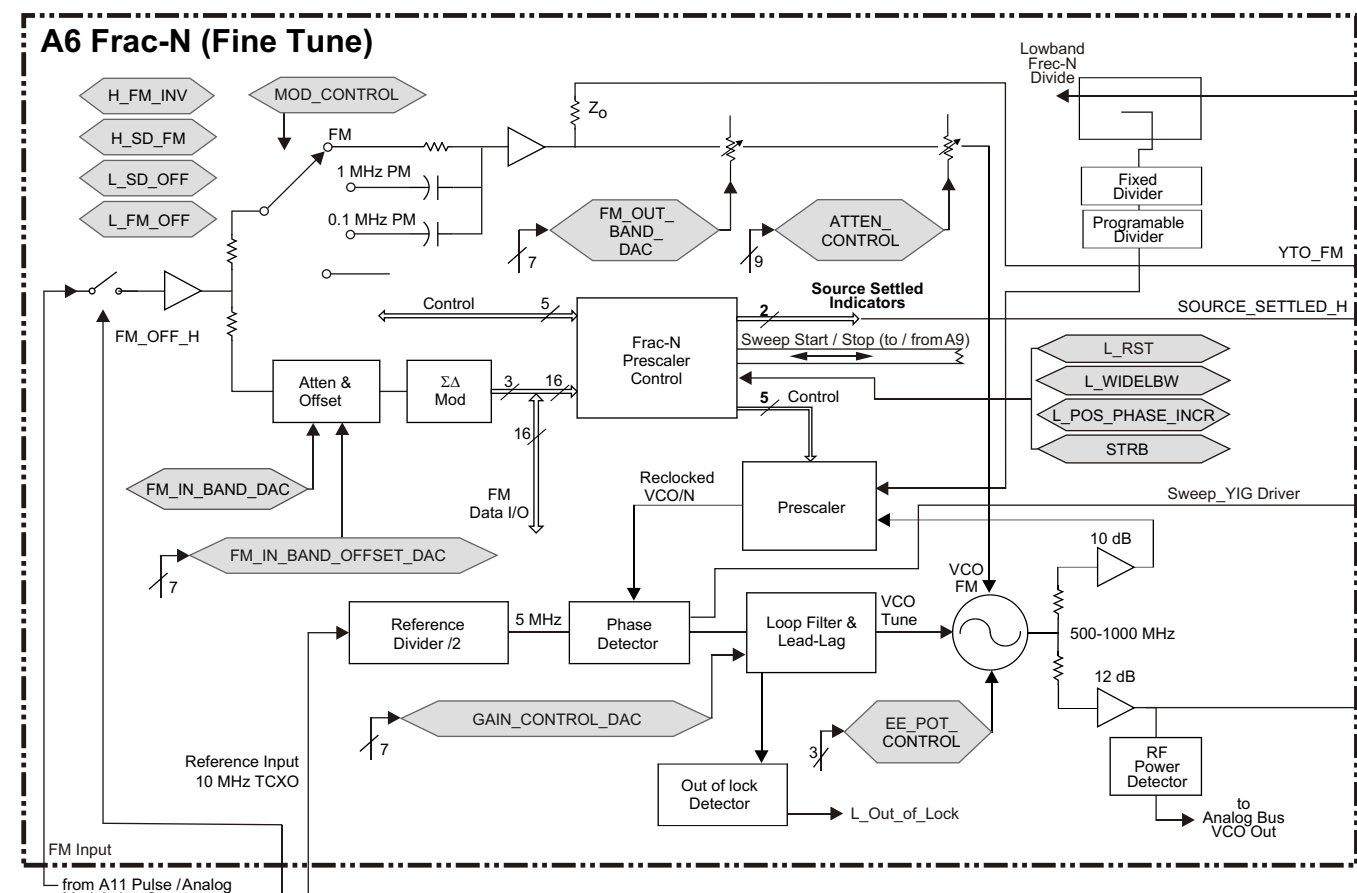 A6 Frac-N (Fine Tune)
H_FM_INV
H_SD_FM
L_SD_OFF
L_FM_OFF
MOD_CONTROL
FM
1 MHz PM
0.1 MHz PM
Zo
Lowband
Frec-N
Divide
Fixed
Divider
Programable
Divider
FM_OUT_
BAND_
DAC
7
ATTEN_
CONTROL
9
YTO_FM
FM_OFF_H
Control
5
Frac-N
Prescaler
Control
2
Source Settled
Indicators
SOURCE_SETTLED_H
Sweep Start / Stop (to / from A9)
5
Control
L_RST
L_WIDELBW
L_POS_PHASE_INCR
STRB
Atten &
Offset
ΣΔ
Mod
3
16
16
FM
Data I/O
FM_IN_BAND_DAC
FM_IN_BAND_OFFSET_DAC
7
Reclocked
VCO/N
Prescaler
Sweep_YIG Driver
Reference
Divider /2
5 MHz
Phase
Detector
Loop Filter &
Lead-Lag
VCO
Tune
VCO
FM
10 dB
500-1000 MHz
12 dB
GAIN_CONTROL_DAC
7
EE_POT_
CONTROL
3
RF
Power
Detector
to
Analog Bus
VCO Out
Reference Input
10 MHz TCXO
Out of lock
Detector
L_Out_of_Lock
FM Input
from A11 Pulse /Analog